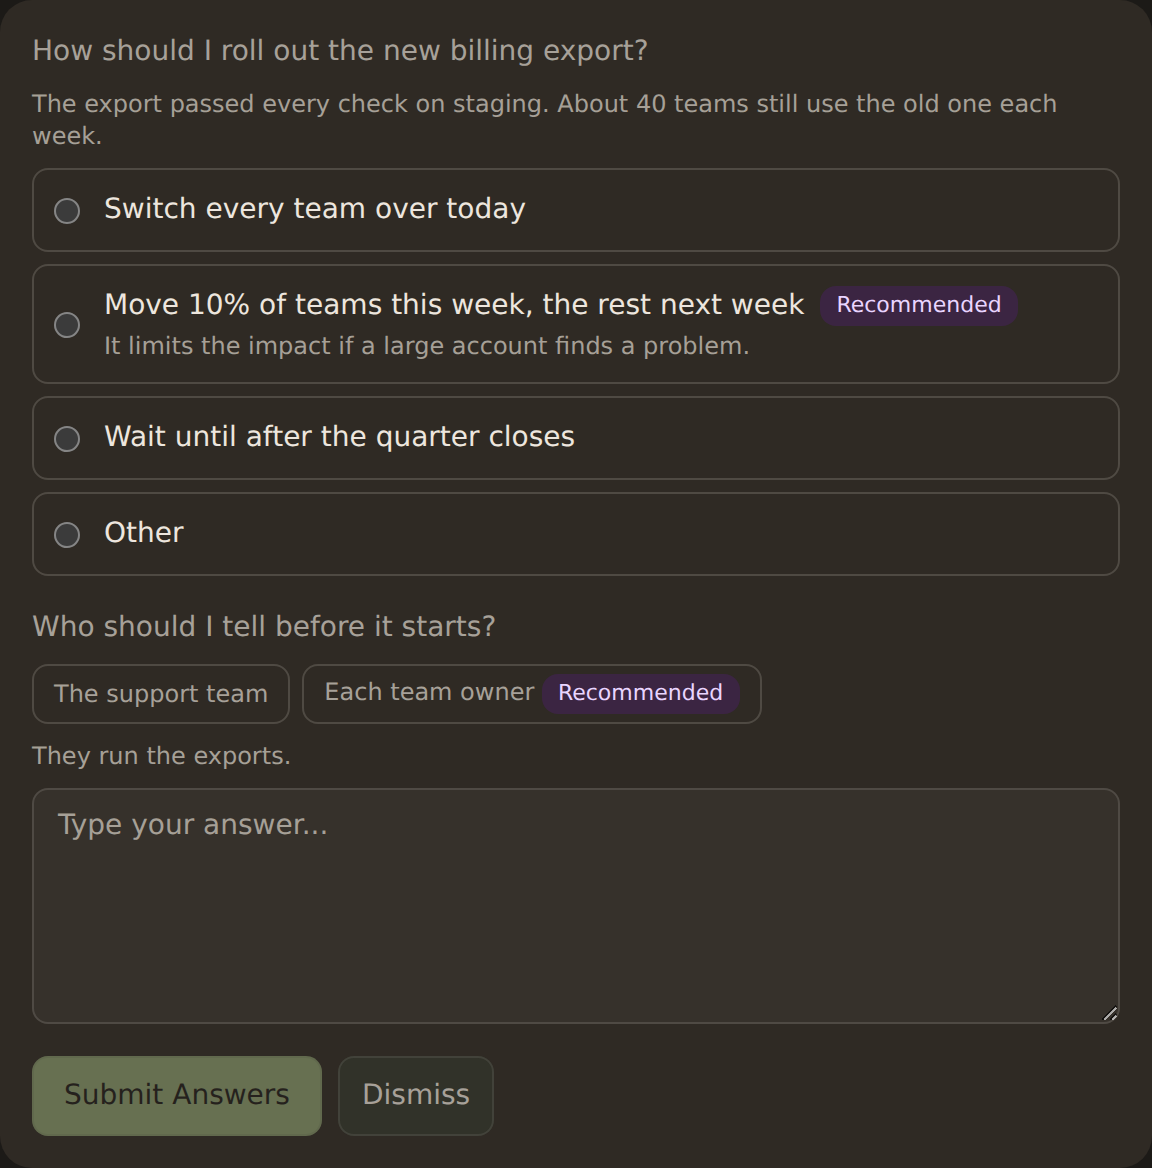 How should I roll out the new billing export?
The export passed every check on staging. About 40 teams still use the old one each
week.
Switch every team over today
Move 10% of teams this week, the rest next week Recommended
It limits the impact if a large account finds a problem.
Wait until after the quarter closes
Other
Who should I tell before it starts?
The support team
Each team owner Recommended
They run the exports.
Type your answer...
Submit Answers
Dismiss